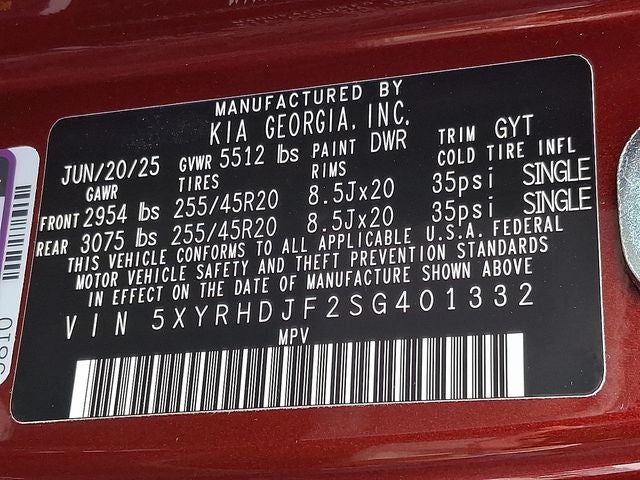 MANUFACTURED BY
KIA GEORGIA, INC.
JUN/20/25 GVWR 5512 lbs PAINT DWR TRIM GYT
GAWR TIRES RIMS COLD TIRE INFL
FRONT 2954 lbs 255/45R20 8.5Jx20 35psi SINGLE
REAR 3075 lbs 255/45R20 8.5Jx20 35psi SINGLE
THIS VEHICLE CONFORMS TO ALL APPLICABLE U.S.A. FEDERAL
MOTOR VEHICLE SAFETY AND THEFT PREVENTION STANDARDS
IN EFFECT ON THE DATE OF MANUFACTURE SHOWN ABOVE
VIN 5XYRHDJF2SG401332
MPV